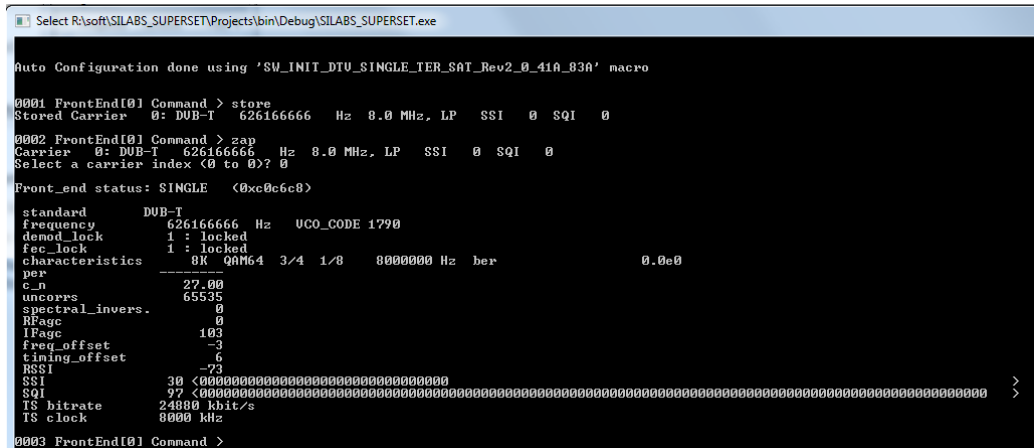 Select R:\soft\SILABS_SUPERSET\Projects\bin\Debug\SILABS_SUPERSET.exe
Auto Configuration done using 'SW_INIT_DTV_SINGLE_TER_SAT_Rev2_0_41A_83A' macro
0001 FrontEnd[0] Command > store
Stored Carrier 0: DVB-T 626166666 Hz 8.0 MHz, LP SSI 0 SQI 0
0002 FrontEnd[0] Command > zap
Carrier 0: DVB-T 626166666 Hz 8.0 MHz, LP SSI 0 SQI 0
Select a carrier index (0 to 0)? 0
Front_end status: SINGLE (0xc0c6c8)
standard DVB-T
frequency 626166666 Hz VCO_CODE 1790
demod_lock 1 : locked
fec_lock 1 : locked
characteristics 8K QAM64 3/4 1/8 8000000 Hz ber 0.0e0
per --------
c_n 27.00
uncorrs 65535
spectral_invers. 0
RFagc 0
IFagc 103
freq_offset -3
timing_offset 6
RSSI -73
SSI 30 <000000000000000000000000000000 >
SQI 97 <0000000000000000000000000000000000000000000000000000000000000000000000000000000000000000000000000 >
TS bitrate 24880 kbit/s
TS clock 8000 kHz
0003 FrontEnd[0] Command >